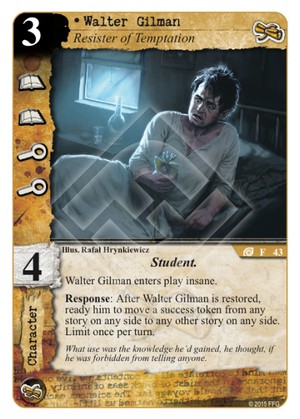 3
• Walter Gilman
Resister of Temptation
Illus. Rafał Hrynkiewicz
F 43
4
Student.
Walter Gilman enters play insane.
Response: After Walter Gilman is restored,
ready him to move a success token from any
story on any side to any other story on any side.
Limit once per turn.
What use was the knowledge he'd gained, he thought, if
he was forbidden from telling anyone.
Character
© 2015 FFG